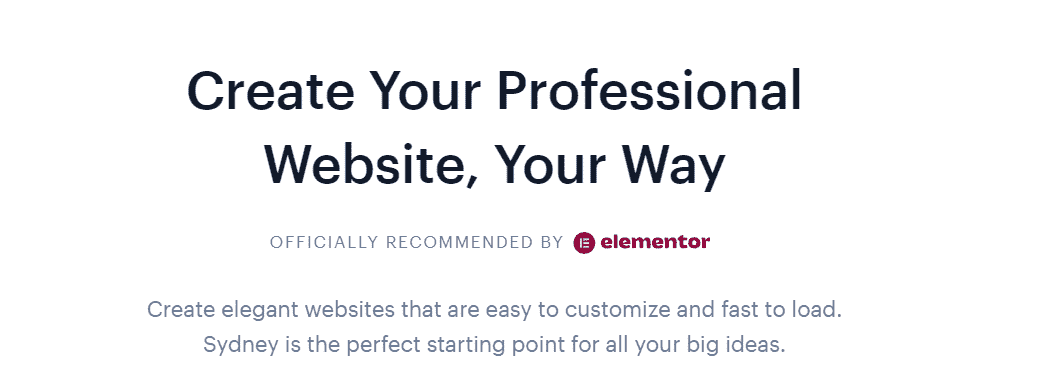 Create Your Professional
Website, Your Way
OFFICIALLY RECOMMENDED BY elementor
Create elegant websites that are easy to customize and fast to load.
Sydney is the perfect starting point for all your big ideas.